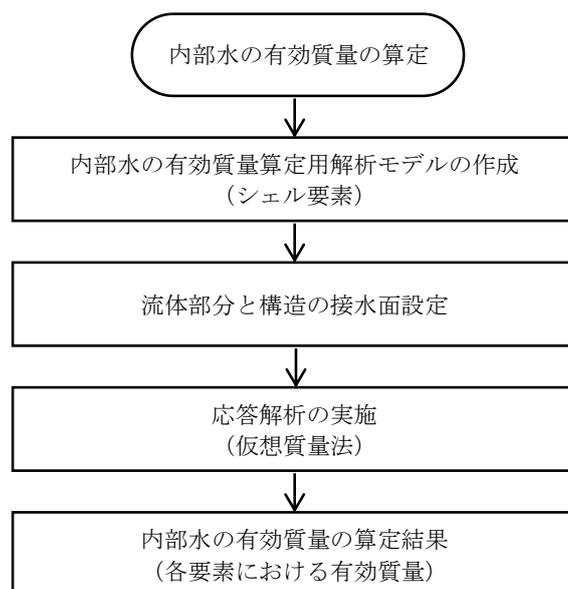 内部水の有効質量の算定
内部水の有効質量算定用解析モデルの作成
（シェル要素）
流体部分と構造の接水面設定
応答解析の実施
（仮想質量法）
内部水の有効質量の算定結果
（各要素における有効質量）